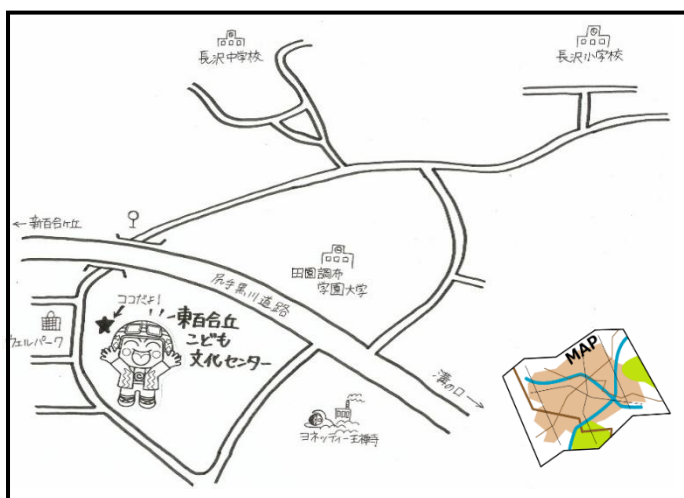 長沢中学校
長沢小学校
←新百合ヶ丘
田園調布
学園大学
尻手黒川道路
ココだよ!
東百合丘
こども
文化センター
ウェルパーク
溝の口→
ヨネッティー王禅寺
MAP